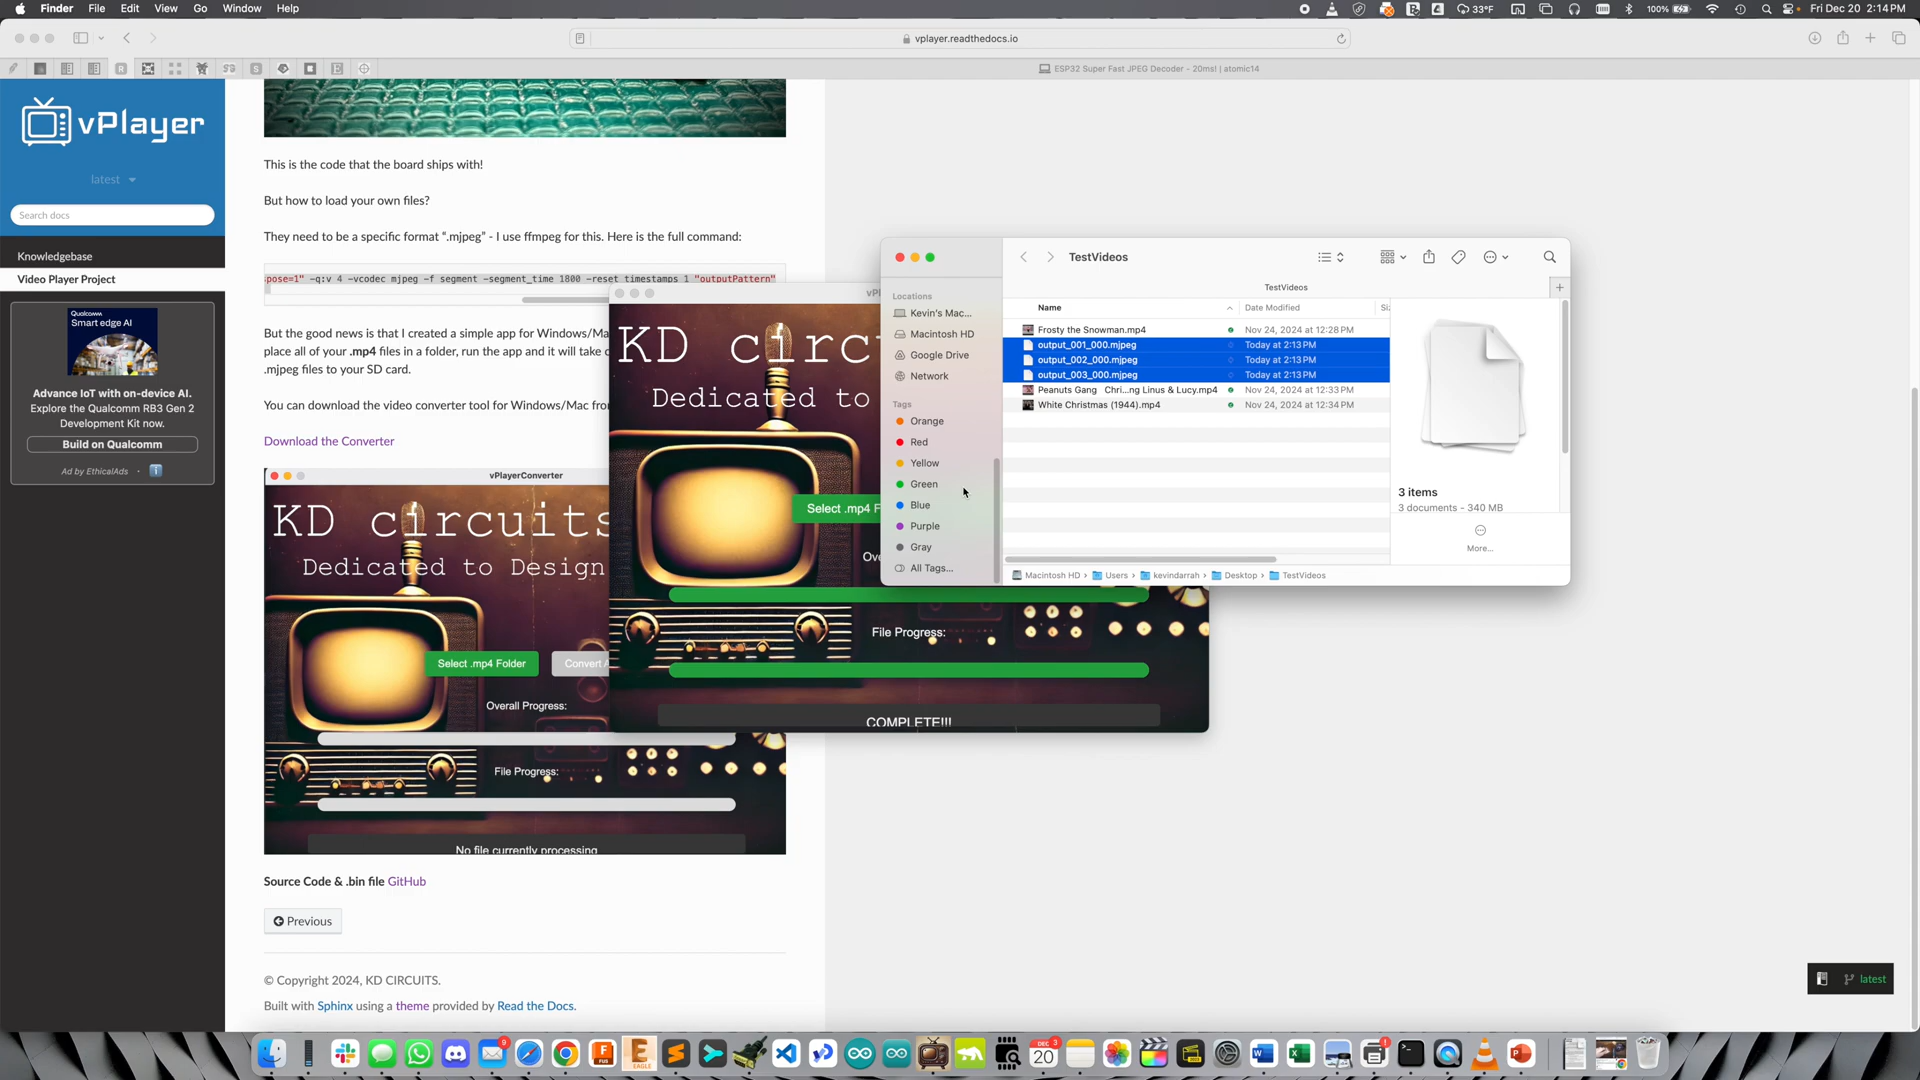 Finder File Edit View Go Window Help
33°F 100% Fri Dec 20 2:14 PM
vplayer.readthedocs.io
ESP32 Super Fast JPEG Decoder - 20ms! | atomic14
vPlayer
latest
Search docs
Knowledgebase
Video Player Project
Qualcomm
Smart edge AI
Advance IoT with on-device AI.
Explore the Qualcomm RB3 Gen 2
Development Kit now.
Build on Qualcomm
Ad by EthicalAds ·
This is the code that the board ships with!
But how to load your own files?
They need to be a specific format “.mjpeg” - I use ffmpeg for this. Here is the full command:
pose=1" -q:v 4 -vcodec mjpeg -f segment -segment_time 1800 -reset_timestamps 1 "outputPattern"
But the good news is that I created a simple app for Windows/Ma
place all of your .mp4 files in a folder, run the app and it will take
.mjpeg files to your SD card.
You can download the video converter tool for Windows/Mac fro
Download the Converter
vPlayerConverter
KD circuits
Dedicated to Design
Select .mp4 Folder
Convert A
Overall Progress:
File Progress:
No file currently processing
Source Code & .bin file GitHub
Previous
© Copyright 2024, KD CIRCUITS.
Built with Sphinx using a theme provided by Read the Docs.
KD circ
Dedicated to
Select .mp4 F
Ov
File Progress:
COMPLETE!!!
Locations
Kevin's Mac...
Macintosh HD
Google Drive
Network
Tags
Orange
Red
Yellow
Green
Blue
Purple
Gray
All Tags...
TestVideos
TestVideos
Name Date Modified Si
Frosty the Snowman.mp4 Nov 24, 2024 at 12:28 PM
output_001_000.mjpeg Today at 2:13 PM
output_002_000.mjpeg Today at 2:13 PM
output_003_000.mjpeg Today at 2:13 PM
Peanuts Gang Chri...ng Linus & Lucy.mp4 Nov 24, 2024 at 12:33 PM
White Christmas (1944).mp4 Nov 24, 2024 at 12:34 PM
3 items
3 documents - 340 MB
More...
Macintosh HD › Users › kevindarrah › Desktop › TestVideos
latest